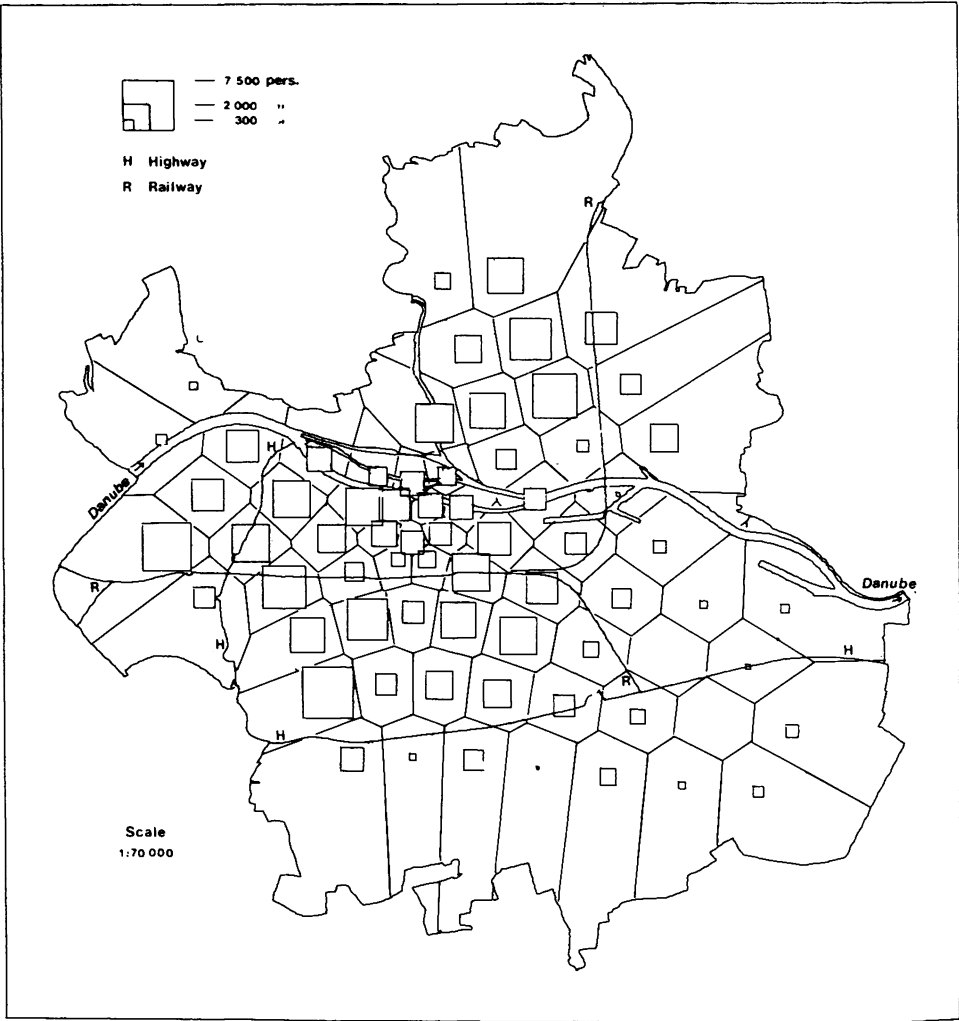 7 500 pers.
2 000 "
300 "
H Highway
R Railway
R
H
Danube
R
Danube
H
H
R
H
Scale
1:70 000